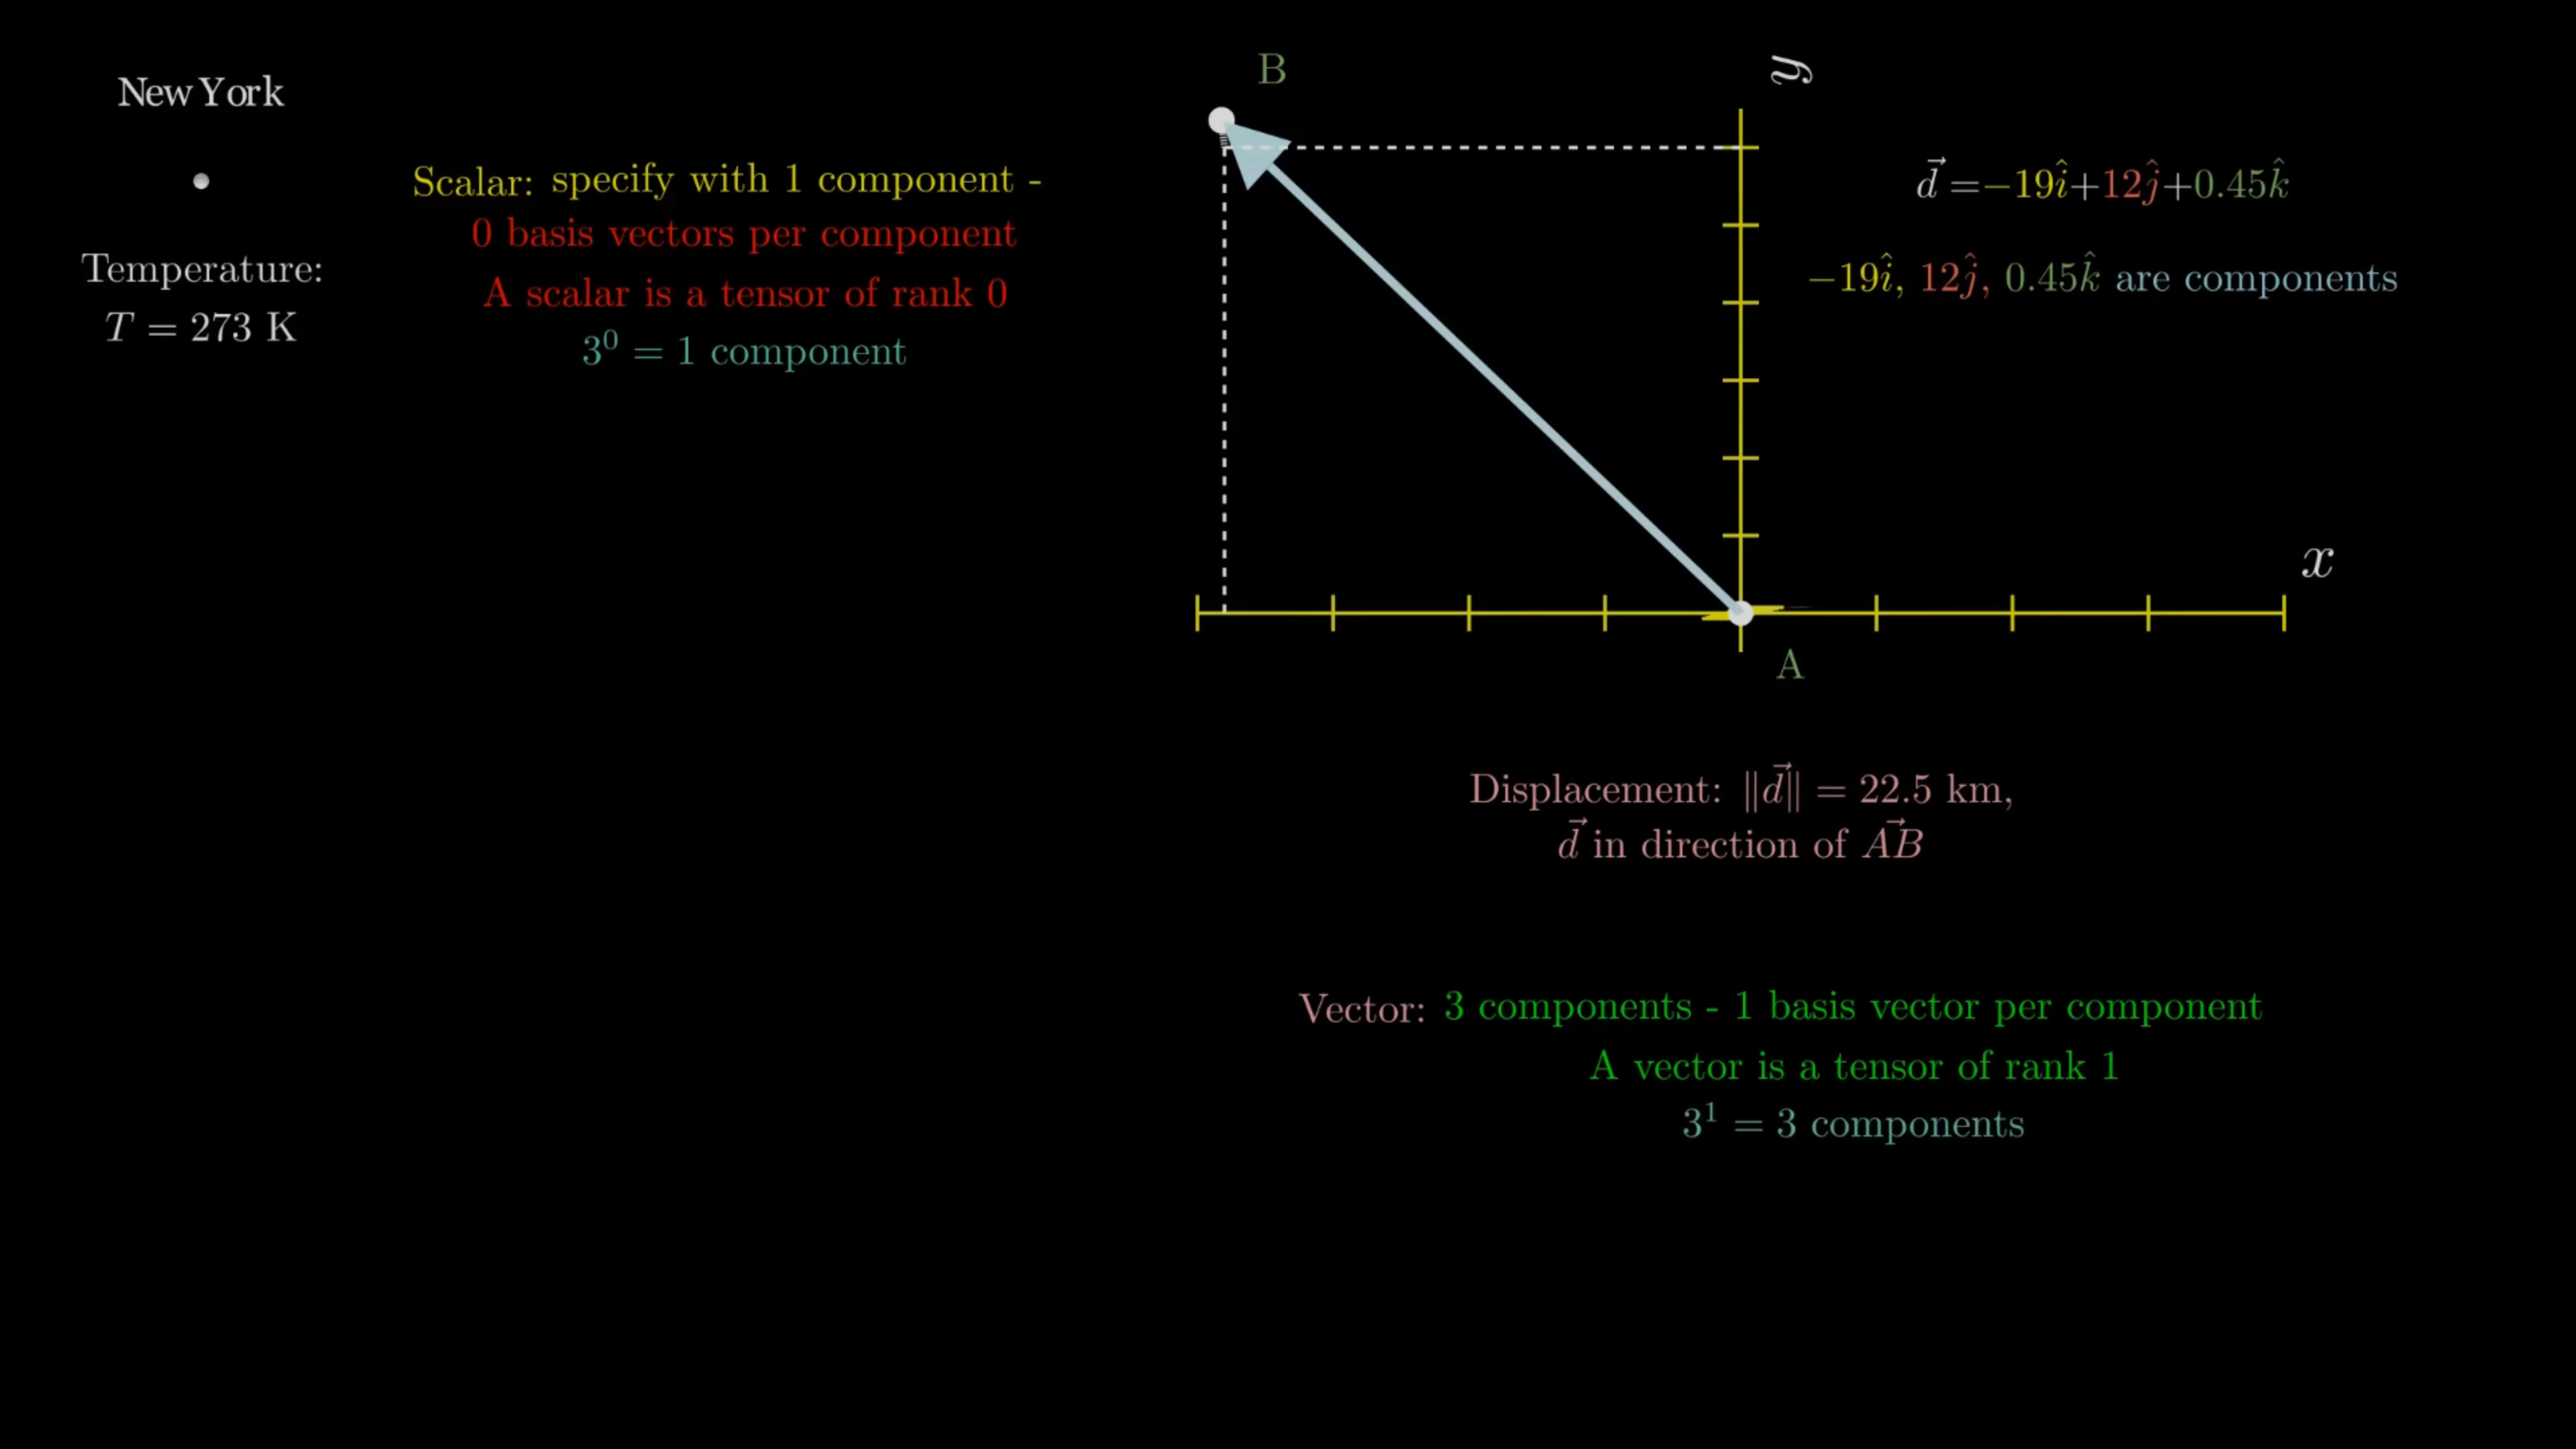 New York
Temperature:
T = 273 K
Scalar: specify with 1 component -
0 basis vectors per component
A scalar is a tensor of rank 0
3⁰ = 1 component
B
y
x
A
d⃗ =−19î+12ĵ+0.45k̂
−19î, 12ĵ, 0.45k̂ are components
Displacement: ‖d⃗‖ = 22.5 km,
d⃗ in direction of AB⃗
Vector: 3 components - 1 basis vector per component
A vector is a tensor of rank 1
3¹ = 3 components